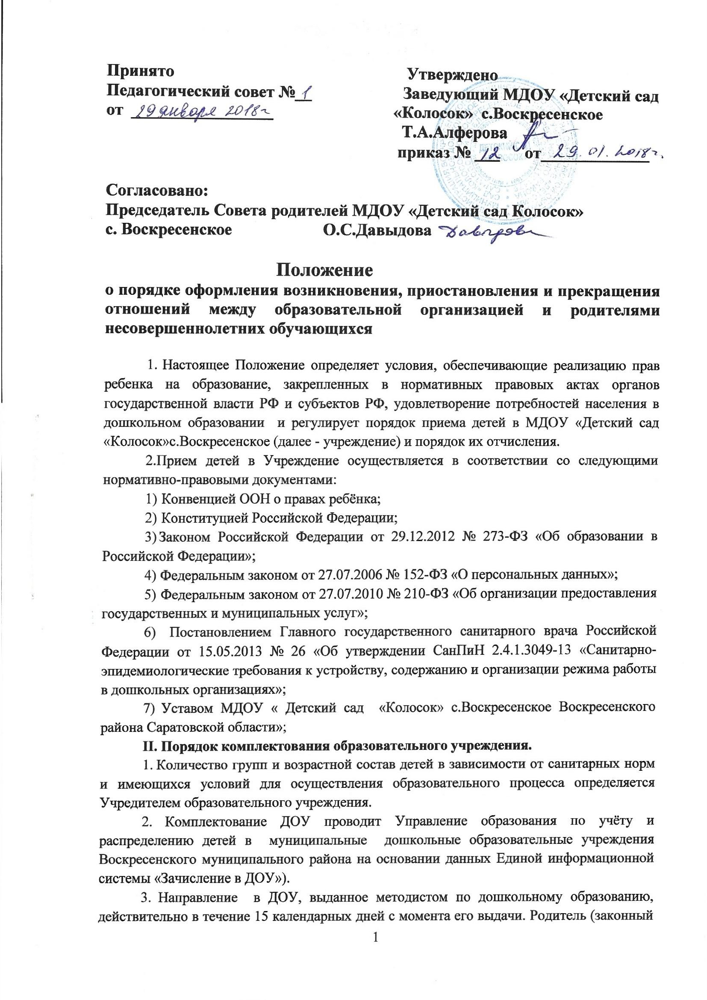 Принято
Педагогический совет № 1
от 29 января 2018г
Утверждено
Заведующий МДОУ «Детский сад
«Колосок» с.Воскресенское
Т.А.Алферова
приказ № 12 от 29.01.2018г.
Согласовано:
Председатель Совета родителей МДОУ «Детский сад Колосок»
с. Воскресенское О.С.Давыдова Давыдова
Положение
о порядке оформления возникновения, приостановления и прекращения
отношений между образовательной организацией и родителями
несовершеннолетних обучающихся
1. Настоящее Положение определяет условия, обеспечивающие реализацию прав
ребенка на образование, закрепленных в нормативных правовых актах органов
государственной власти РФ и субъектов РФ, удовлетворение потребностей населения в
дошкольном образовании и регулирует порядок приема детей в МДОУ «Детский сад
«Колосок»с.Воскресенское (далее - учреждение) и порядок их отчисления.
2.Прием детей в Учреждение осуществляется в соответствии со следующими
нормативно-правовыми документами:
1) Конвенцией ООН о правах ребёнка;
2) Конституцией Российской Федерации;
3) Законом Российской Федерации от 29.12.2012 № 273-ФЗ «Об образовании в
Российской Федерации»;
4) Федеральным законом от 27.07.2006 № 152-ФЗ «О персональных данных»;
5) Федеральным законом от 27.07.2010 № 210-ФЗ «Об организации предоставления
государственных и муниципальных услуг»;
6) Постановлением Главного государственного санитарного врача Российской
Федерации от 15.05.2013 № 26 «Об утверждении СанПиН 2.4.1.3049-13 «Санитарно-
эпидемиологические требования к устройству, содержанию и организации режима работы
в дошкольных организациях»;
7) Уставом МДОУ « Детский сад «Колосок» с.Воскресенское Воскресенского
района Саратовской области»;
II. Порядок комплектования образовательного учреждения.
1. Количество групп и возрастной состав детей в зависимости от санитарных норм
и имеющихся условий для осуществления образовательного процесса определяется
Учредителем образовательного учреждения.
2. Комплектование ДОУ проводит Управление образования по учёту и
распределению детей в муниципальные дошкольные образовательные учреждения
Воскресенского муниципального района на основании данных Единой информационной
системы «Зачисление в ДОУ»).
3. Направление в ДОУ, выданное методистом по дошкольному образованию,
действительно в течение 15 календарных дней с момента его выдачи. Родитель (законный
1